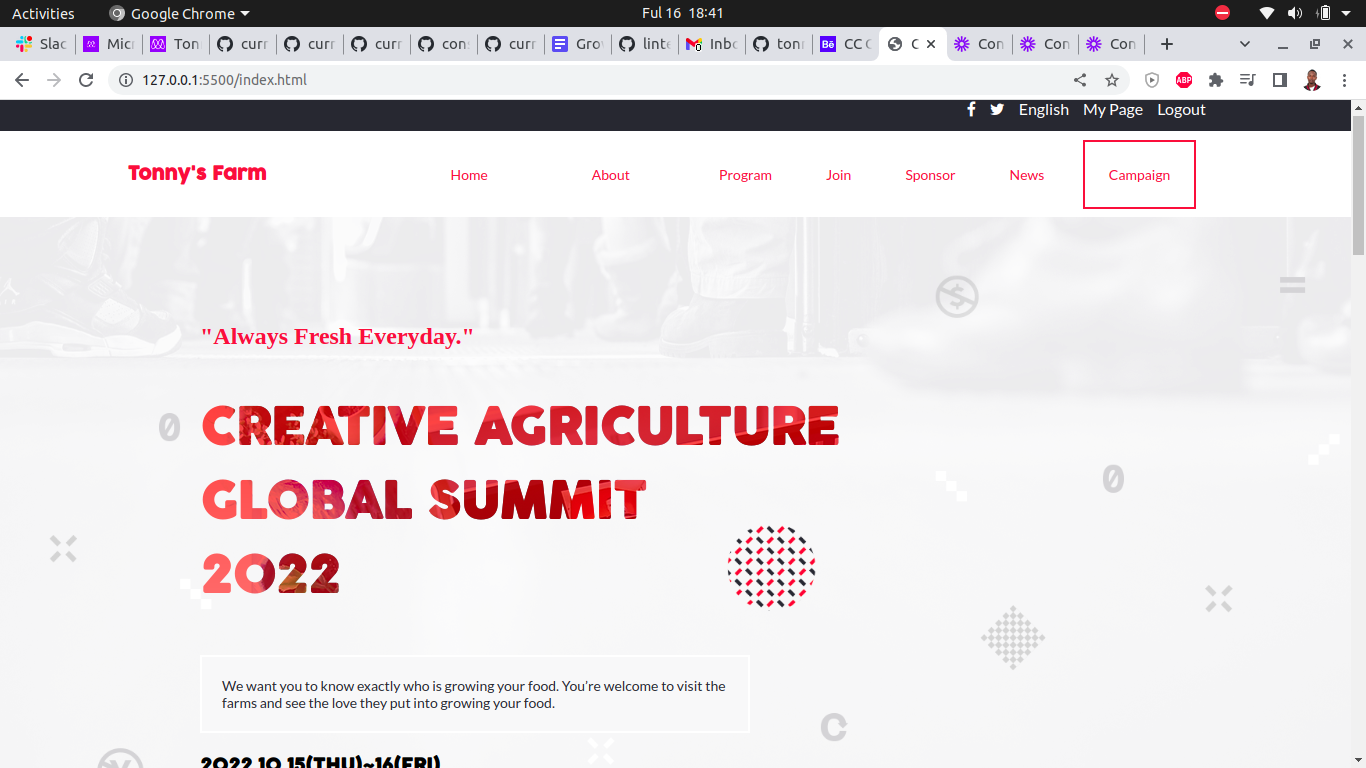 Activities Google Chrome Ful 16 18:41
Slac Micr Ton curr curr curr con curr Gro linte Inbo tonn CC C C Con Con Con
127.0.0.1:5500/index.html ABP
English My Page Logout
Tonny's Farm Home About Program Join Sponsor News Campaign
"Always Fresh Everyday."
CREATIVE AGRICULTURE
GLOBAL SUMMIT
2022
We want you to know exactly who is growing your food. You’re welcome to visit the
farms and see the love they put into growing your food.
2022.10.15(THU)~16(FRI)